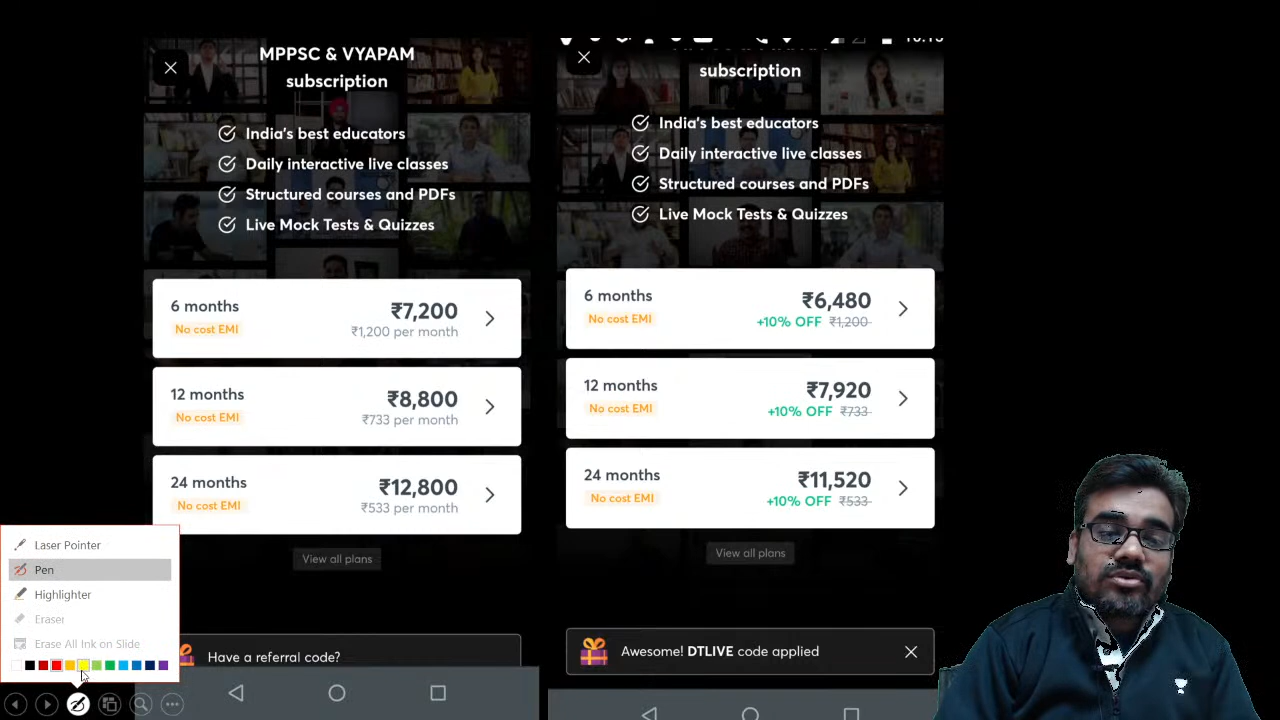 MPPSC & VYAPAM
subscription
India's best educators
Daily interactive live classes
Structured courses and PDFs
Live Mock Tests & Quizzes
6 months
No cost EMI
₹7,200
₹1,200 per month
12 months
No cost EMI
₹8,800
₹733 per month
24 months
No cost EMI
₹12,800
₹533 per month
View all plans
Have a referral code?
subscription
India's best educators
Daily interactive live classes
Structured courses and PDFs
Live Mock Tests & Quizzes
6 months
No cost EMI
₹6,480
+10% OFF ₹1,200
12 months
No cost EMI
₹7,920
+10% OFF ₹733
24 months
No cost EMI
₹11,520
+10% OFF ₹533
View all plans
Awesome! DTLIVE code applied
Laser Pointer
Pen
Highlighter
Eraser
Erase All Ink on Slide